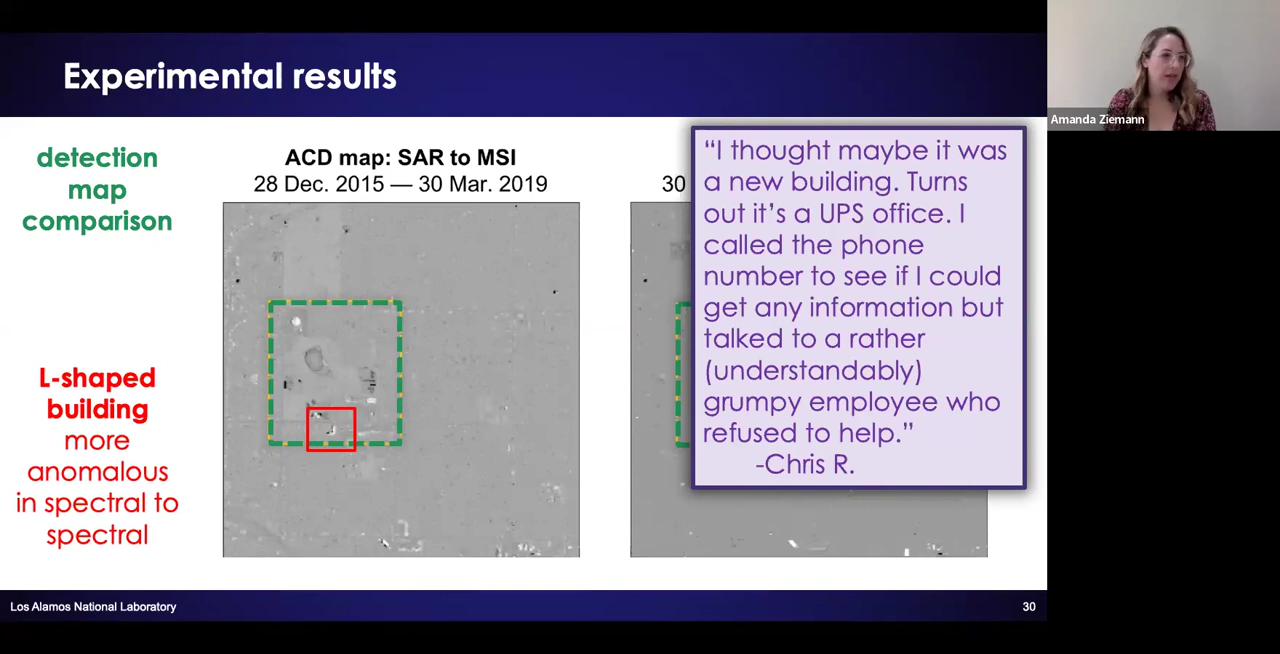 Experimental results
Amanda Ziemann
detection
map
comparison
ACD map: SAR to MSI
28 Dec. 2015 — 30 Mar. 2019
30
“I thought maybe it was
a new building. Turns
out it’s a UPS office. I
called the phone
number to see if I could
get any information but
talked to a rather
(understandably)
grumpy employee who
refused to help.”
-Chris R.
L-shaped
building
more
anomalous
in spectral to
spectral
Los Alamos National Laboratory
30